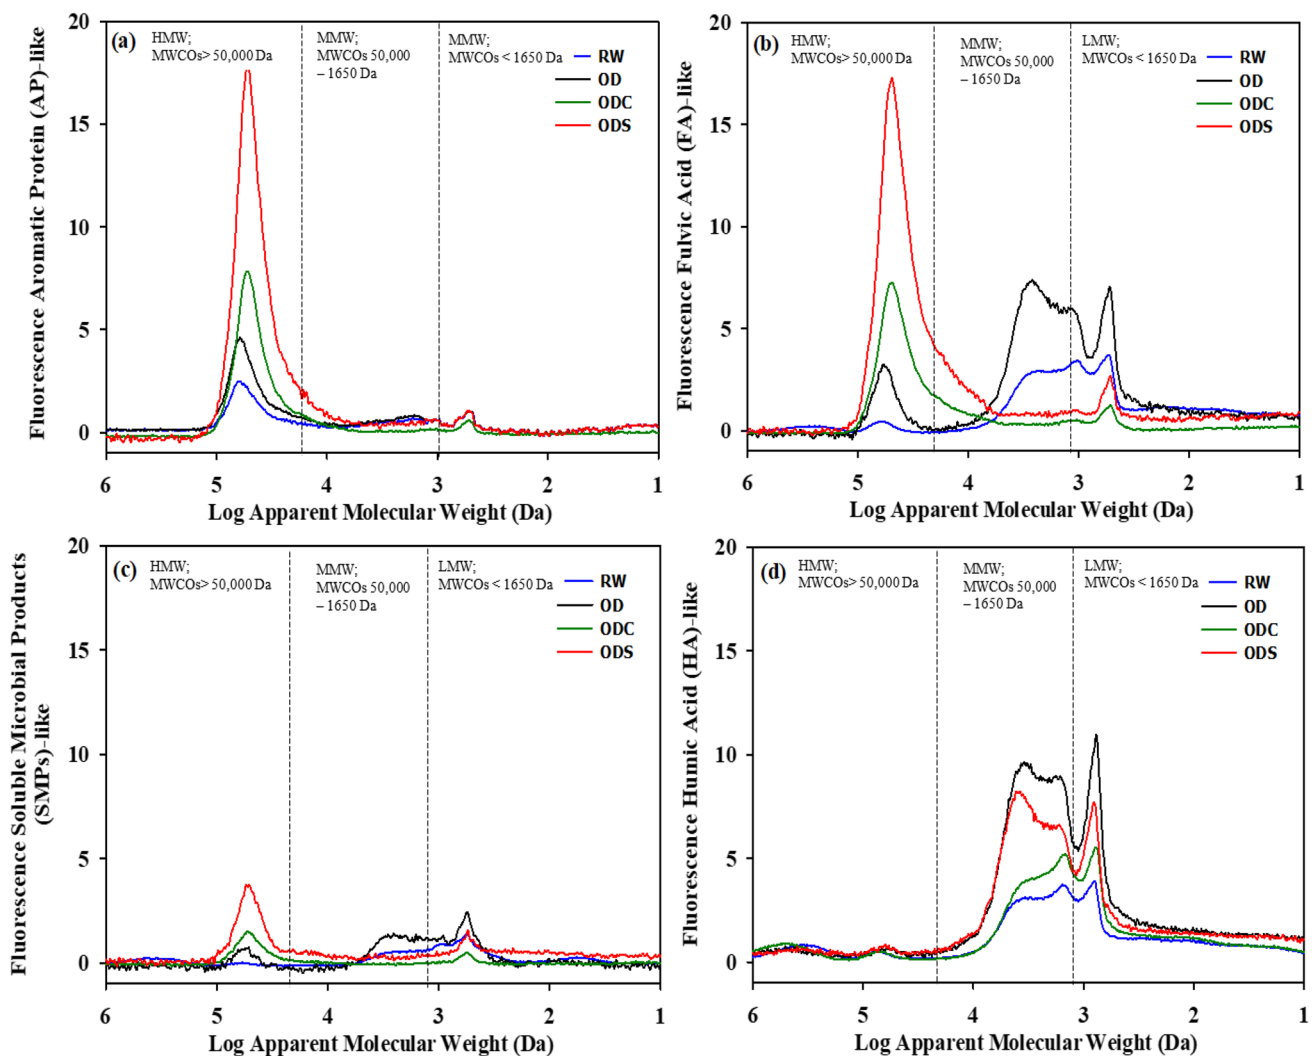 Fluorescence Aromatic Protein (AP)-like
20
15
10
5
0
(a)
HMW;
MWCOs> 50,000 Da
MMW;
MWCOs 50,000
– 1650 Da
MMW;
MWCOs < 1650 Da
RW
OD
ODC
ODS
6 5 4 3 2 1
Log Apparent Molecular Weight (Da)
Fluorescence Fulvic Acid (FA)-like
20
15
10
5
0
(b)
HMW;
MWCOs> 50,000 Da
MMW;
MWCOs 50,000
– 1650 Da
LMW;
MWCOs < 1650 Da
RW
OD
ODC
ODS
6 5 4 3 2 1
Log Apparent Molecular Weight (Da)
Fluorescence Soluble Microbial Products
(SMPs)-like
20
15
10
5
0
(c)
HMW;
MWCOs> 50,000 Da
MMW;
MWCOs 50,000
– 1650 Da
LMW;
MWCOs < 1650 Da
RW
OD
ODC
ODS
6 5 4 3 2 1
Log Apparent Molecular Weight (Da)
Fluorescence Humic Acid (HA)-like
20
15
10
5
0
(d)
HMW;
MWCOs> 50,000 Da
MMW;
MWCOs 50,000
– 1650 Da
LMW;
MWCOs < 1650 Da
RW
OD
ODC
ODS
6 5 4 3 2 1
Log Apparent Molecular Weight (Da)